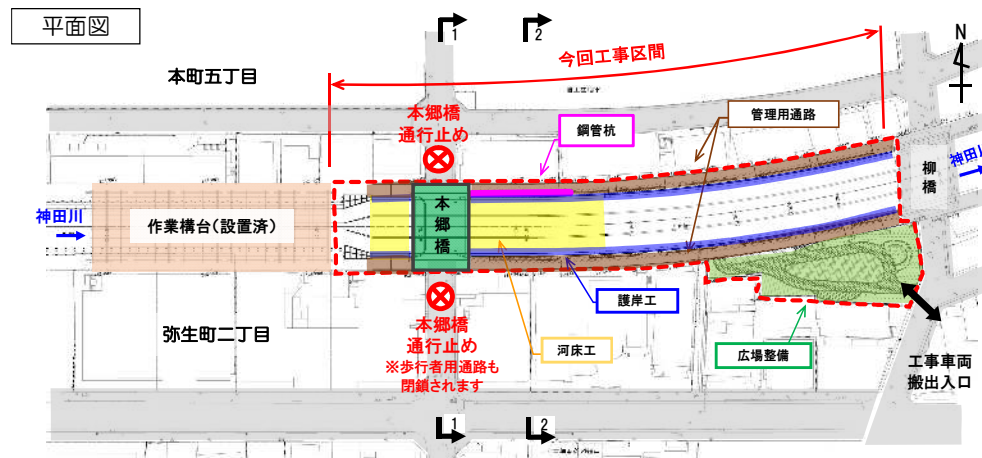 平面図
1
2
今回工事区間
N
本町五丁目
本郷橋
通行止め
鋼管杭
管理用通路
神田川
柳橋
神田川
作業構台(設置済)
本郷橋
護岸工
弥生町二丁目
本郷橋
通行止め
※歩行者用通路も
閉鎖されます
河床工
広場整備
工事車両
搬出入口
1
2